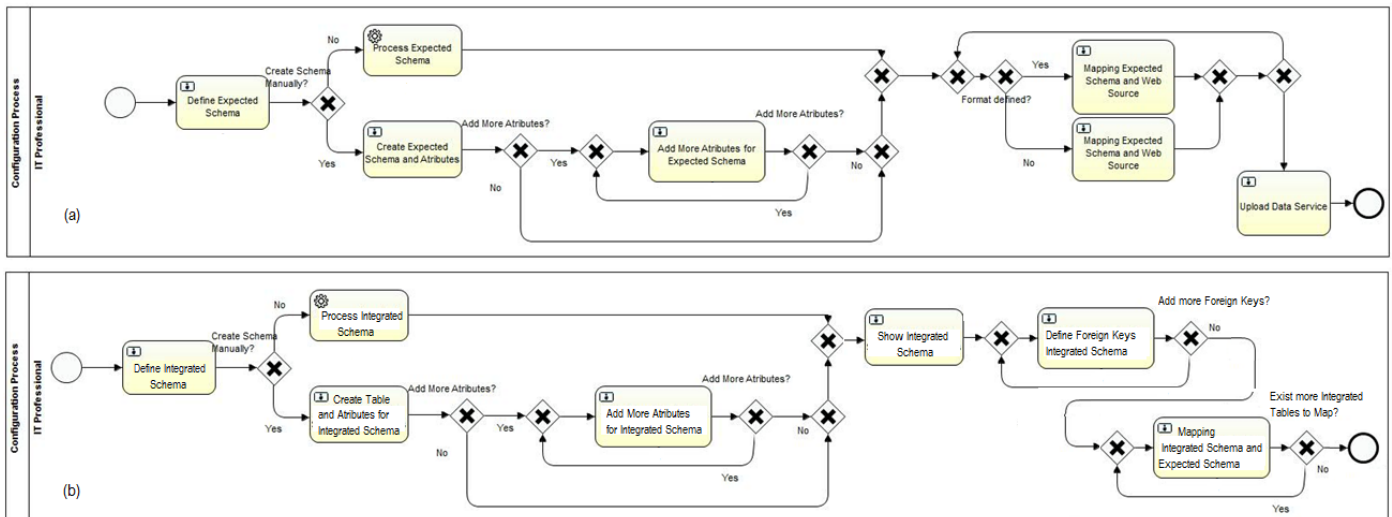 Configuration Process
IT Professional
(a)
Define Expected
Schema
Create Schema
Manually?
No
Process Expected
Schema
Yes
Create Expected
Schema and Atributes
Add More Atributes?
Yes
No
Add More Atributes for
Expected Schema
Add More Atributes?
No
Yes
Format defined?
Yes
Mapping Expected
Schema and Web
Source
No
Mapping Expected
Schema and Web
Source
Upload Data Service
Configuration Process
IT Professional
(b)
Define Integrated
Schema
Create Schema
Manually?
No
Process Integrated
Schema
Yes
Create Table
and Atributes for
Integrated Schema
Add More Atributes?
Yes
No
Add More Atributes
for Integrated Schema
Add More Atributes?
No
Yes
Show Integrated
Schema
Define Foreign Keys
Integrated Schema
Add more Foreign Keys?
No
Exist more Integrated
Tables to Map?
Mapping
Integrated Schema and
Expected Schema
No
Yes